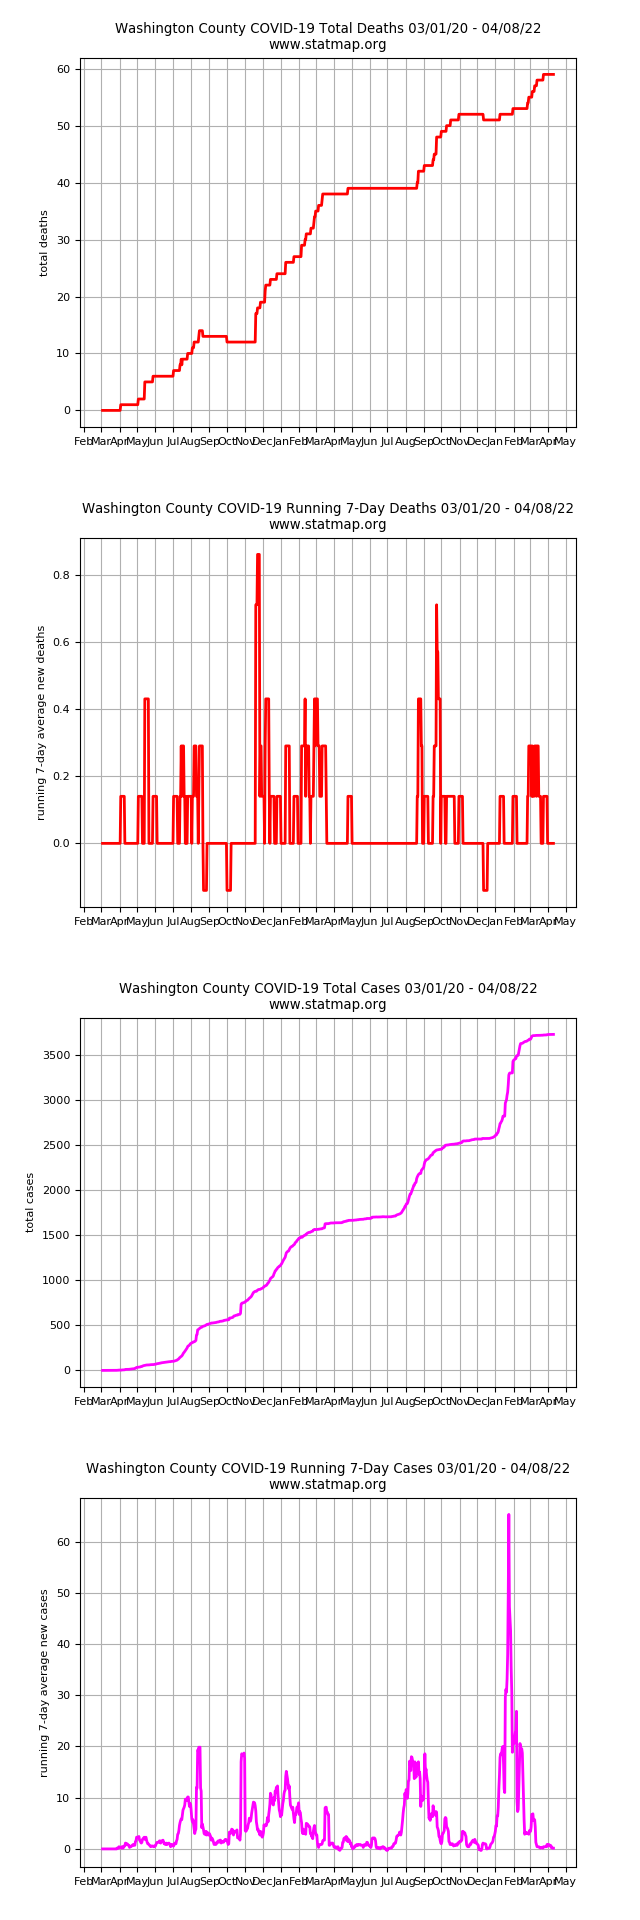 Washington County COVID-19 Total Deaths 03/01/20 - 04/08/22
www.statmap.org
60
50
40
30
20
10
0
total deaths
Feb Mar Apr May Jun Jul Aug Sep Oct Nov Dec Jan Feb Mar Apr May Jun Jul Aug Sep Oct Nov Dec Jan Feb Mar Apr May
Washington County COVID-19 Running 7-Day Deaths 03/01/20 - 04/08/22
www.statmap.org
0.8
0.6
0.4
0.2
0.0
running 7-day average new deaths
Feb Mar Apr May Jun Jul Aug Sep Oct Nov Dec Jan Feb Mar Apr May Jun Jul Aug Sep Oct Nov Dec Jan Feb Mar Apr May
Washington County COVID-19 Total Cases 03/01/20 - 04/08/22
www.statmap.org
3500
3000
2500
2000
1500
1000
500
0
total cases
Feb Mar Apr May Jun Jul Aug Sep Oct Nov Dec Jan Feb Mar Apr May Jun Jul Aug Sep Oct Nov Dec Jan Feb Mar Apr May
Washington County COVID-19 Running 7-Day Cases 03/01/20 - 04/08/22
www.statmap.org
60
50
40
30
20
10
0
running 7-day average new cases
Feb Mar Apr May Jun Jul Aug Sep Oct Nov Dec Jan Feb Mar Apr May Jun Jul Aug Sep Oct Nov Dec Jan Feb Mar Apr May